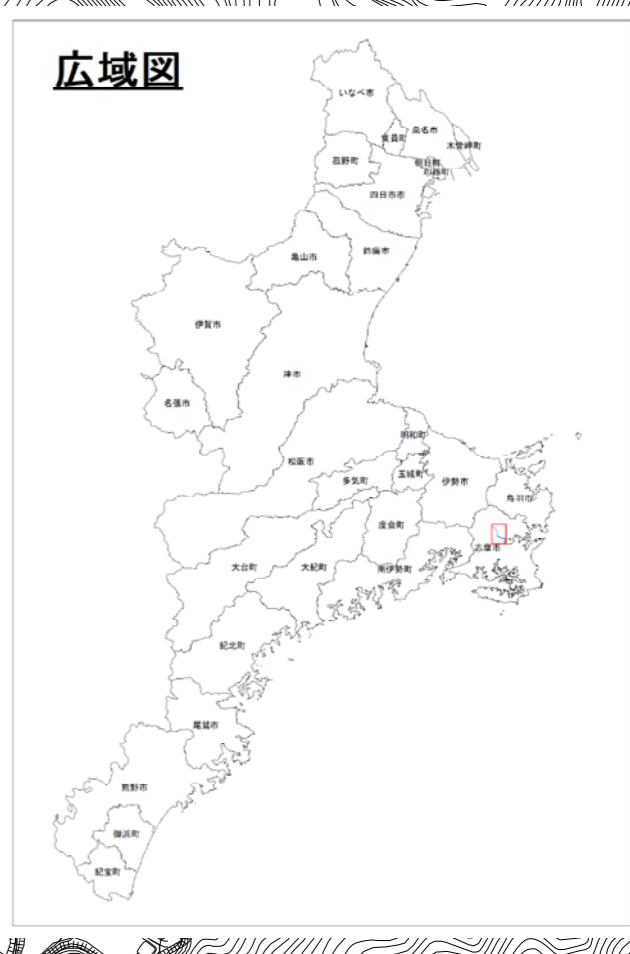 広域図
いなべ市
桑名市
東員町
木曽岬町
菰野町
朝日町
川越町
四日市市
鈴鹿市
亀山市
伊賀市
津市
名張市
明和町
松阪市
玉城町
多気町
伊勢市
鳥羽市
度会町
志摩市
大台町
大紀町
南伊勢町
紀北町
尾鷲市
熊野市
御浜町
紀宝町